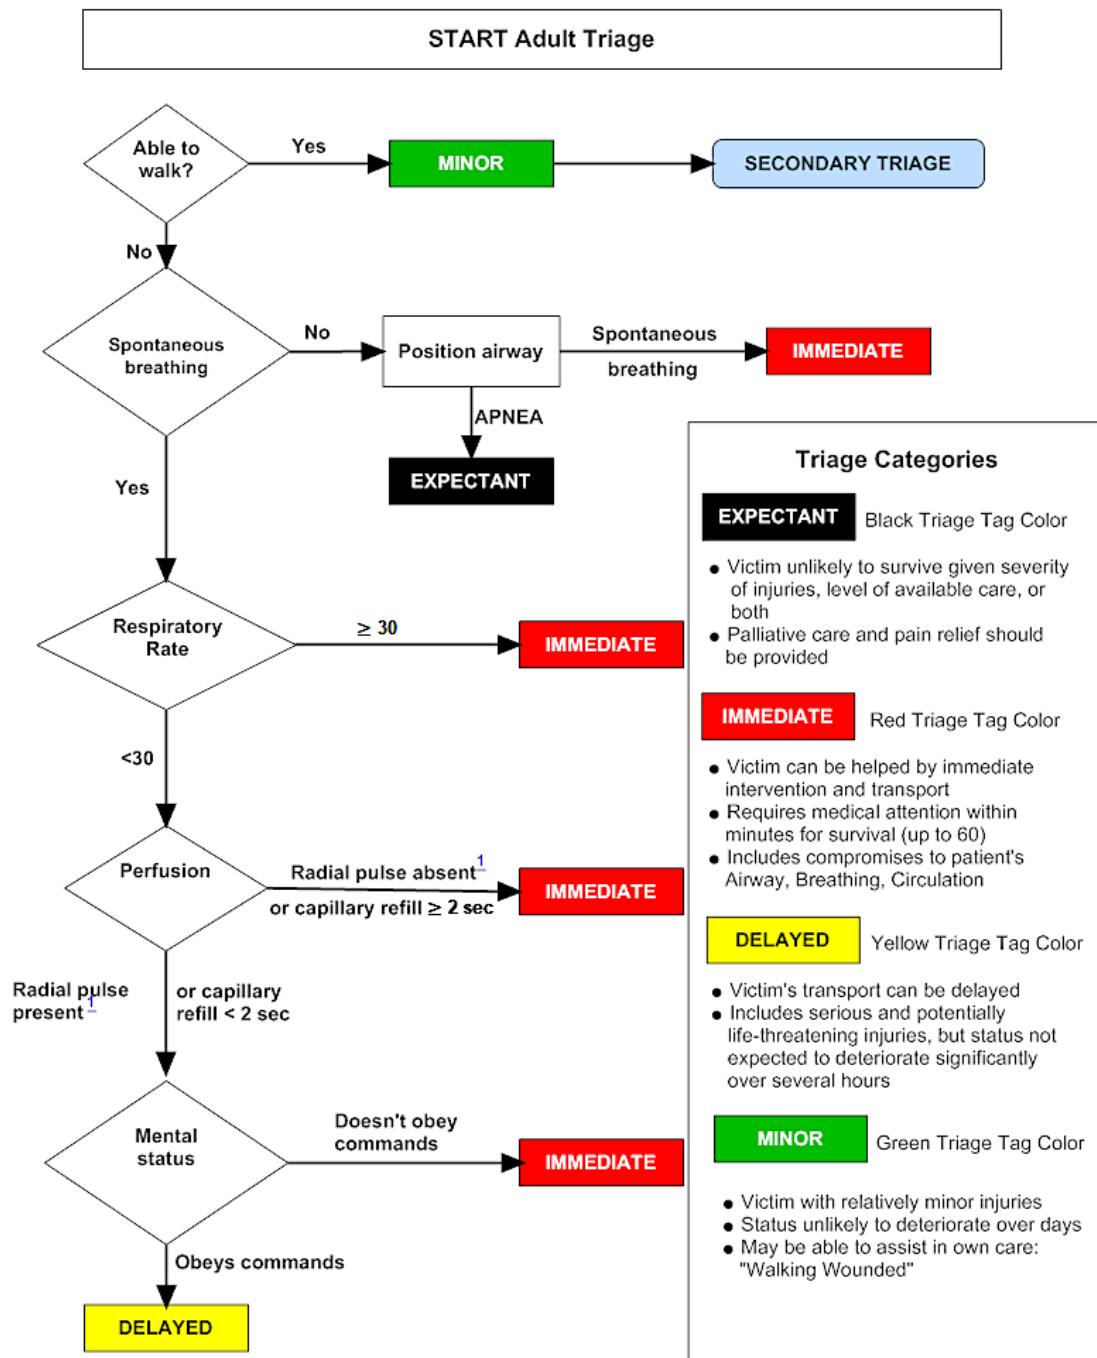 START Adult Triage
Able to
walk?
Yes
MINOR
SECONDARY TRIAGE
No
Spontaneous
breathing
No
Position airway
Spontaneous
breathing
IMMEDIATE
APNEA
EXPECTANT
Yes
Respiratory
Rate
≥ 30
IMMEDIATE
<30
Perfusion
Radial pulse absent1
or capillary refill ≥ 2 sec
IMMEDIATE
Radial pulse
present1
or capillary
refill < 2 sec
Mental
status
Doesn't obey
commands
IMMEDIATE
Obeys commands
DELAYED
Triage Categories
EXPECTANT Black Triage Tag Color
● Victim unlikely to survive given severity
of injuries, level of available care, or
both
● Palliative care and pain relief should
be provided
IMMEDIATE Red Triage Tag Color
● Victim can be helped by immediate
intervention and transport
● Requires medical attention within
minutes for survival (up to 60)
● Includes compromises to patient's
Airway, Breathing, Circulation
DELAYED Yellow Triage Tag Color
● Victim's transport can be delayed
● Includes serious and potentially
life-threatening injuries, but status not
expected to deteriorate significantly
over several hours
MINOR Green Triage Tag Color
● Victim with relatively minor injuries
● Status unlikely to deteriorate over days
● May be able to assist in own care:
"Walking Wounded"